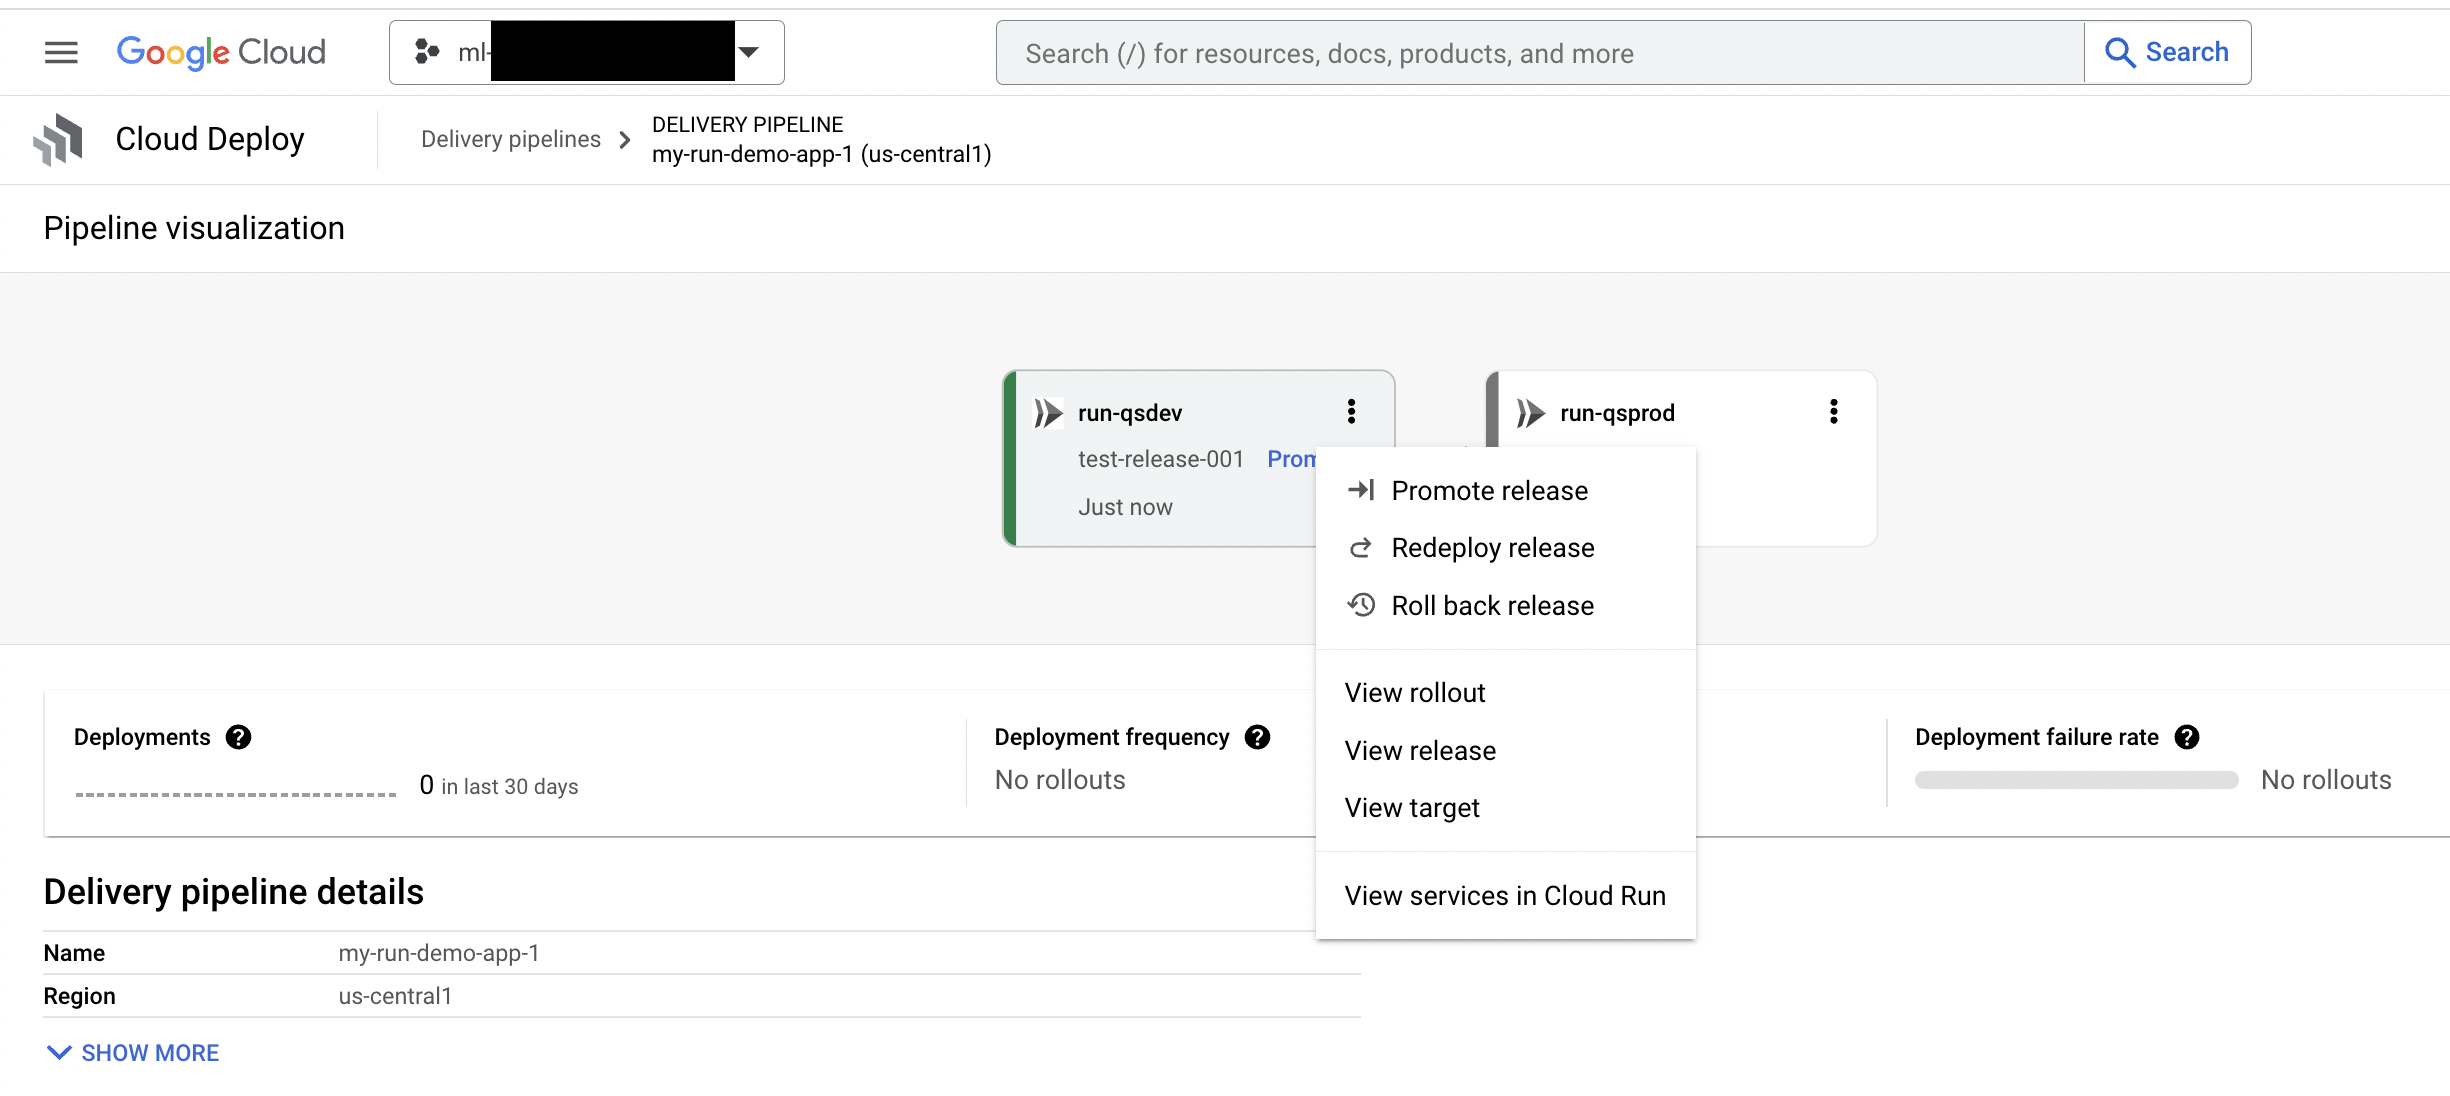 Google Cloud
ml-
Search (/) for resources, docs, products, and more
Search
Cloud Deploy
Delivery pipelines
DELIVERY PIPELINE
my-run-demo-app-1 (us-central1)
Pipeline visualization
run-qsdev
test-release-001 Prom
Just now
run-qsprod
Promote release
Redeploy release
Roll back release
View rollout
View release
View target
View services in Cloud Run
Deployments
0 in last 30 days
Deployment frequency
No rollouts
Deployment failure rate
No rollouts
Delivery pipeline details
Name my-run-demo-app-1
Region us-central1
SHOW MORE